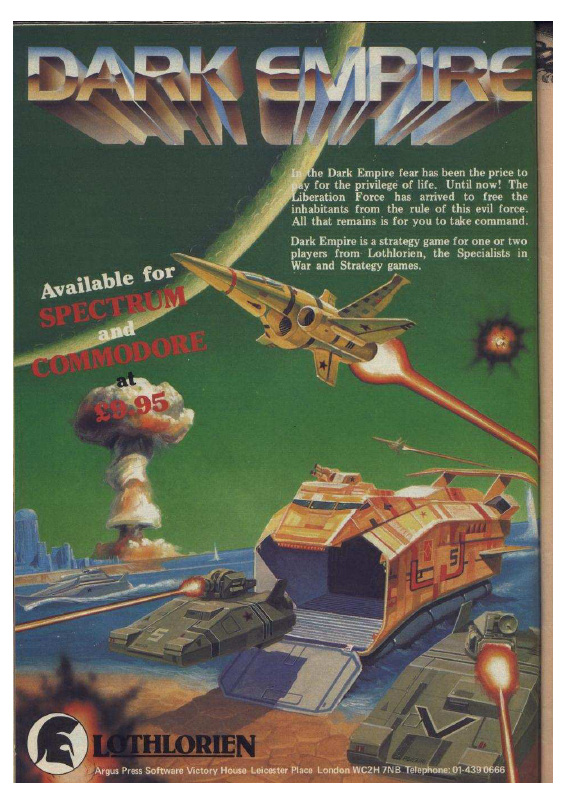 DARK EMPIRE
In the Dark Empire fear has been the price to
pay for the privilege of life. Until now! The
Liberation Force has arrived to free the
inhabitants from the rule of this evil force.
All that remains is for you to take command.
Dark Empire is a strategy game for one or two
players from Lothlorien, the Specialists in
War and Strategy games.
Available for
SPECTRUM
and
COMMODORE
at
£9.95
5
5
LOTHLORIEN
Argus Press Software Victory House Leicester Place London WC2H 7NB Telephone: 01-439 0666